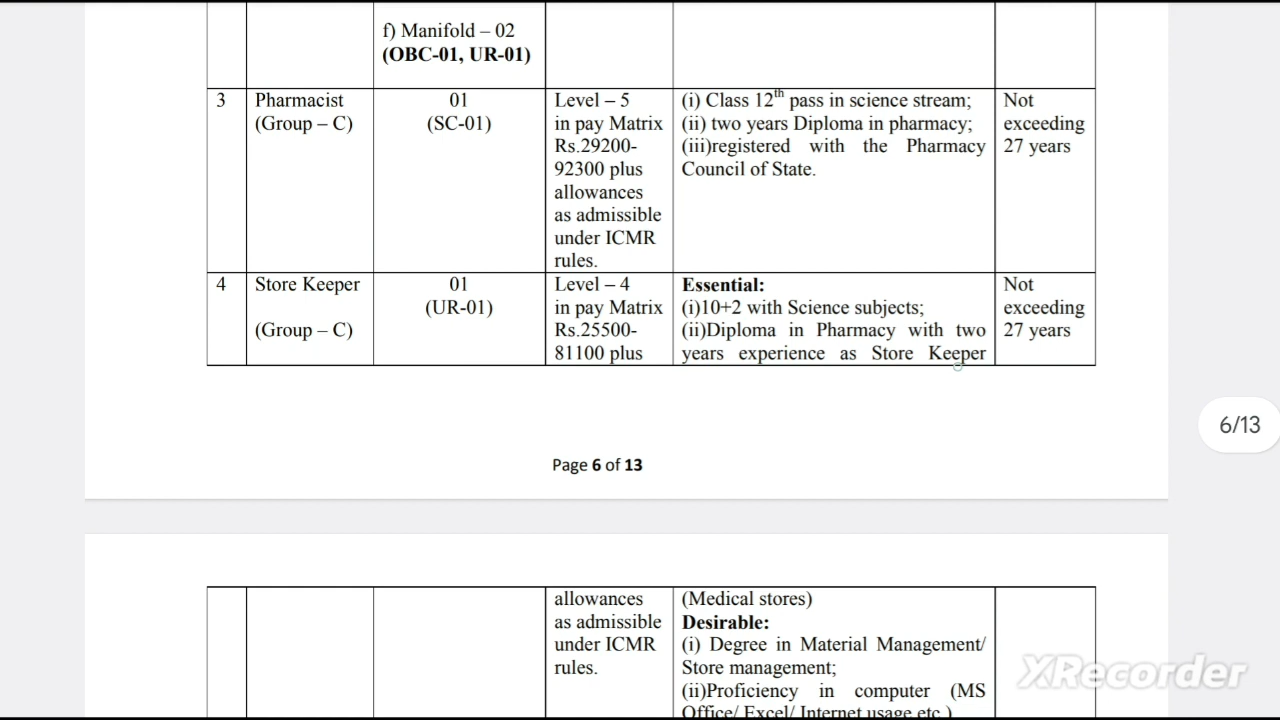 f) Manifold – 02
(OBC-01, UR-01)
3
Pharmacist
(Group – C)
01
(SC-01)
Level – 5
in pay Matrix
Rs.29200-
92300 plus
allowances
as admissible
under ICMR
rules.
(i) Class 12th pass in science stream;
(ii) two years Diploma in pharmacy;
(iii)registered with the Pharmacy
Council of State.
Not
exceeding
27 years
4
Store Keeper
(Group – C)
01
(UR-01)
Level – 4
in pay Matrix
Rs.25500-
81100 plus
Essential:
(i)10+2 with Science subjects;
(ii)Diploma in Pharmacy with two
years experience as Store Keeper
Not
exceeding
27 years
6/13
Page 6 of 13
allowances
as admissible
under ICMR
rules.
(Medical stores)
Desirable:
(i) Degree in Material Management/
Store management;
(ii)Proficiency in computer (MS
Office/ Excel/ Internet usage etc.)
XRecorder